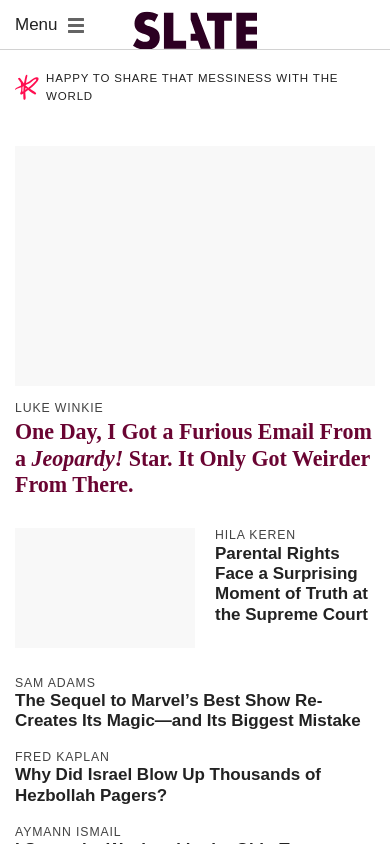 Menu
SLATE
HAPPY TO SHARE THAT MESSINESS WITH THE
WORLD
LUKE WINKIE
One Day, I Got a Furious Email From
a Jeopardy! Star. It Only Got Weirder
From There.
HILA KEREN
Parental Rights
Face a Surprising
Moment of Truth at
the Supreme Court
SAM ADAMS
The Sequel to Marvel’s Best Show Re-
Creates Its Magic—and Its Biggest Mistake
FRED KAPLAN
Why Did Israel Blow Up Thousands of
Hezbollah Pagers?
AYMANN ISMAIL